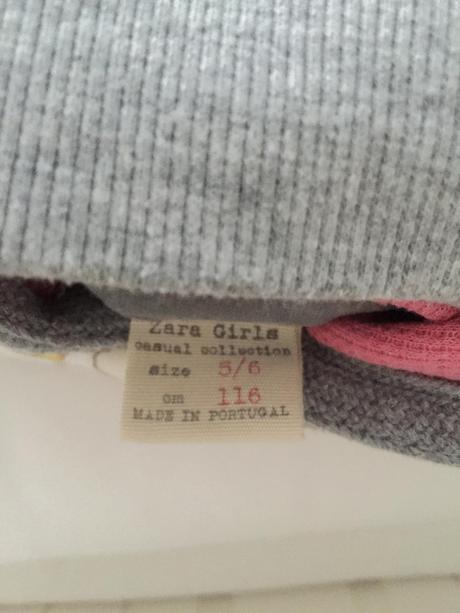 Zara Girls
casual collection
size 5/6
cm 116
MADE IN PORTUGAL